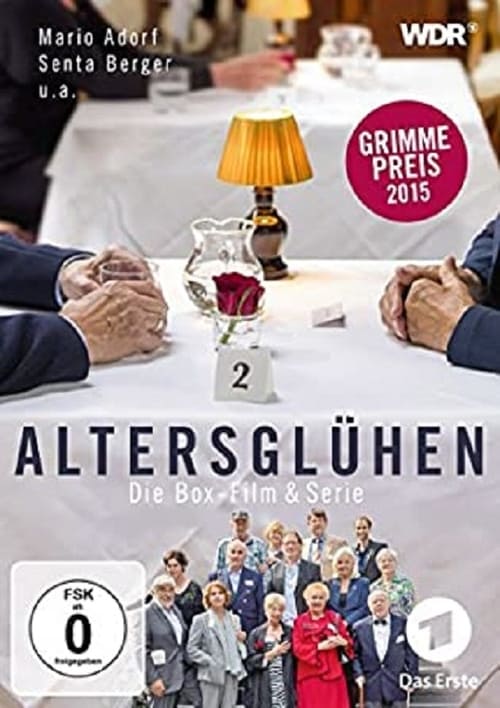 Mario Adorf
Senta Berger
u.a.
WDR
GRIMME
PREIS
2015
2
ALTERSGLÜHEN
Die Box-Film & Serie
FSK
ab
0
freigegeben
1
Das Erste